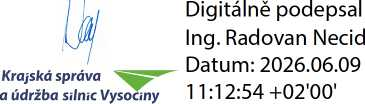 Krajská správa
a údržba silnic Vysočiny
Digitálně podepsal
Ing. Radovan Necid
Datum: 2026.06.09
11:12:54 +02'00'